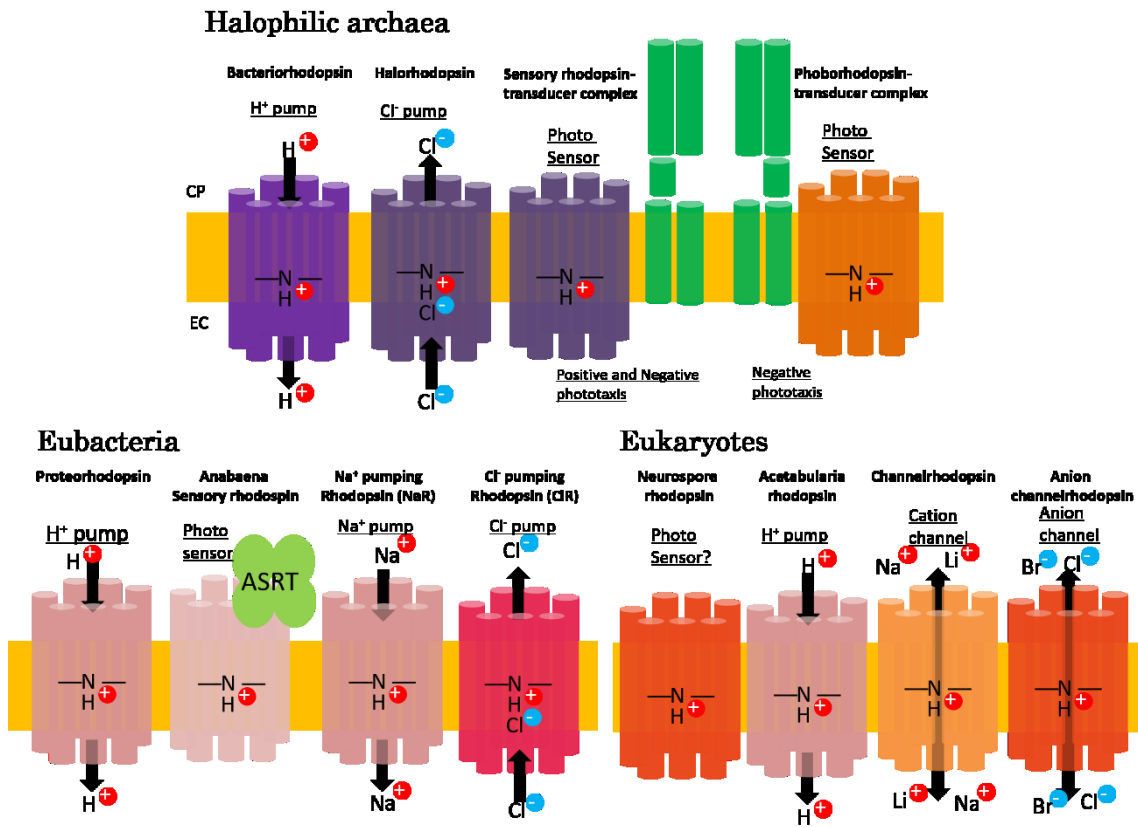 Halophilic archaea
Bacteriorhodopsin
H⁺ pump
H+
Halorhodopsin
Cl⁻ pump
Cl−
Sensory rhodopsin-
transducer complex
Photo
Sensor
Phoborhodopsin-
transducer complex
Photo
Sensor
CP
EC
N
H+
N
H+
Cl−
N
H+
N
H+
H+
Cl−
Positive and Negative
phototaxis
Negative
phototaxis
Eubacteria
Proteorhodopsin
H⁺ pump
H+
N
H+
H+
Anabaena
Sensory rhodospin
Photo
sensor
ASRT
N
H+
Na⁺ pumping
Rhodopsin (NaR)
Na⁺ pump
Na+
N
H+
Na+
Cl⁻ pumping
Rhodopsin (ClR)
Cl⁻ pump
Cl−
N
H+
Cl−
Cl−
Eukaryotes
Neurospore
rhodopsin
Photo
Sensor?
N
H+
Acetabularia
rhodopsin
H⁺ pump
H+
N
H+
H+
Channelrhodopsin
Cation
channel
Na+ Li+
N
H+
Li+ Na+
Anion
channelrhodopsin
Anion
channel
Br− Cl−
N
H+
Br− Cl−